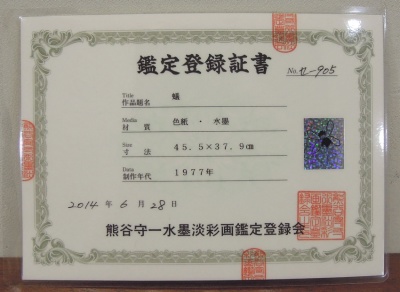 鑑定登録証書
No. セ-905
Title
作品題名 蟻
Media
材質 色紙・水墨
Size
寸法 45.5×37.9cm
Data
制作年代 1977年
2014年6月28日
熊谷守一水墨淡彩画鑑定登録会